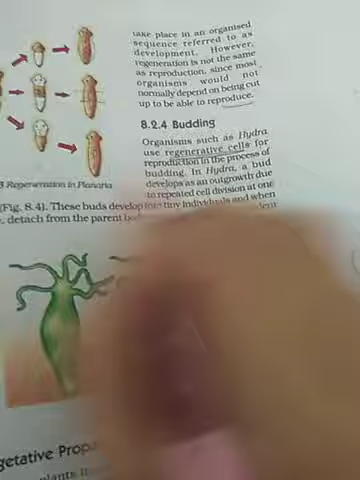 take place in an organised
sequence referred to as
development. However,
regeneration is not the same
as reproduction, since most
organisms would not
normally depend on being cut
up to be able to reproduce.
8.2.4 Budding
Organisms such as Hydra
use regenerative cells for
reproduction in the process of
budding. In Hydra, a bud
develops as an outgrowth due
to repeated cell division at one
Regeneration in Planaria
(Fig. 8.4). These buds develop into tiny individuals and when
detach from the parent